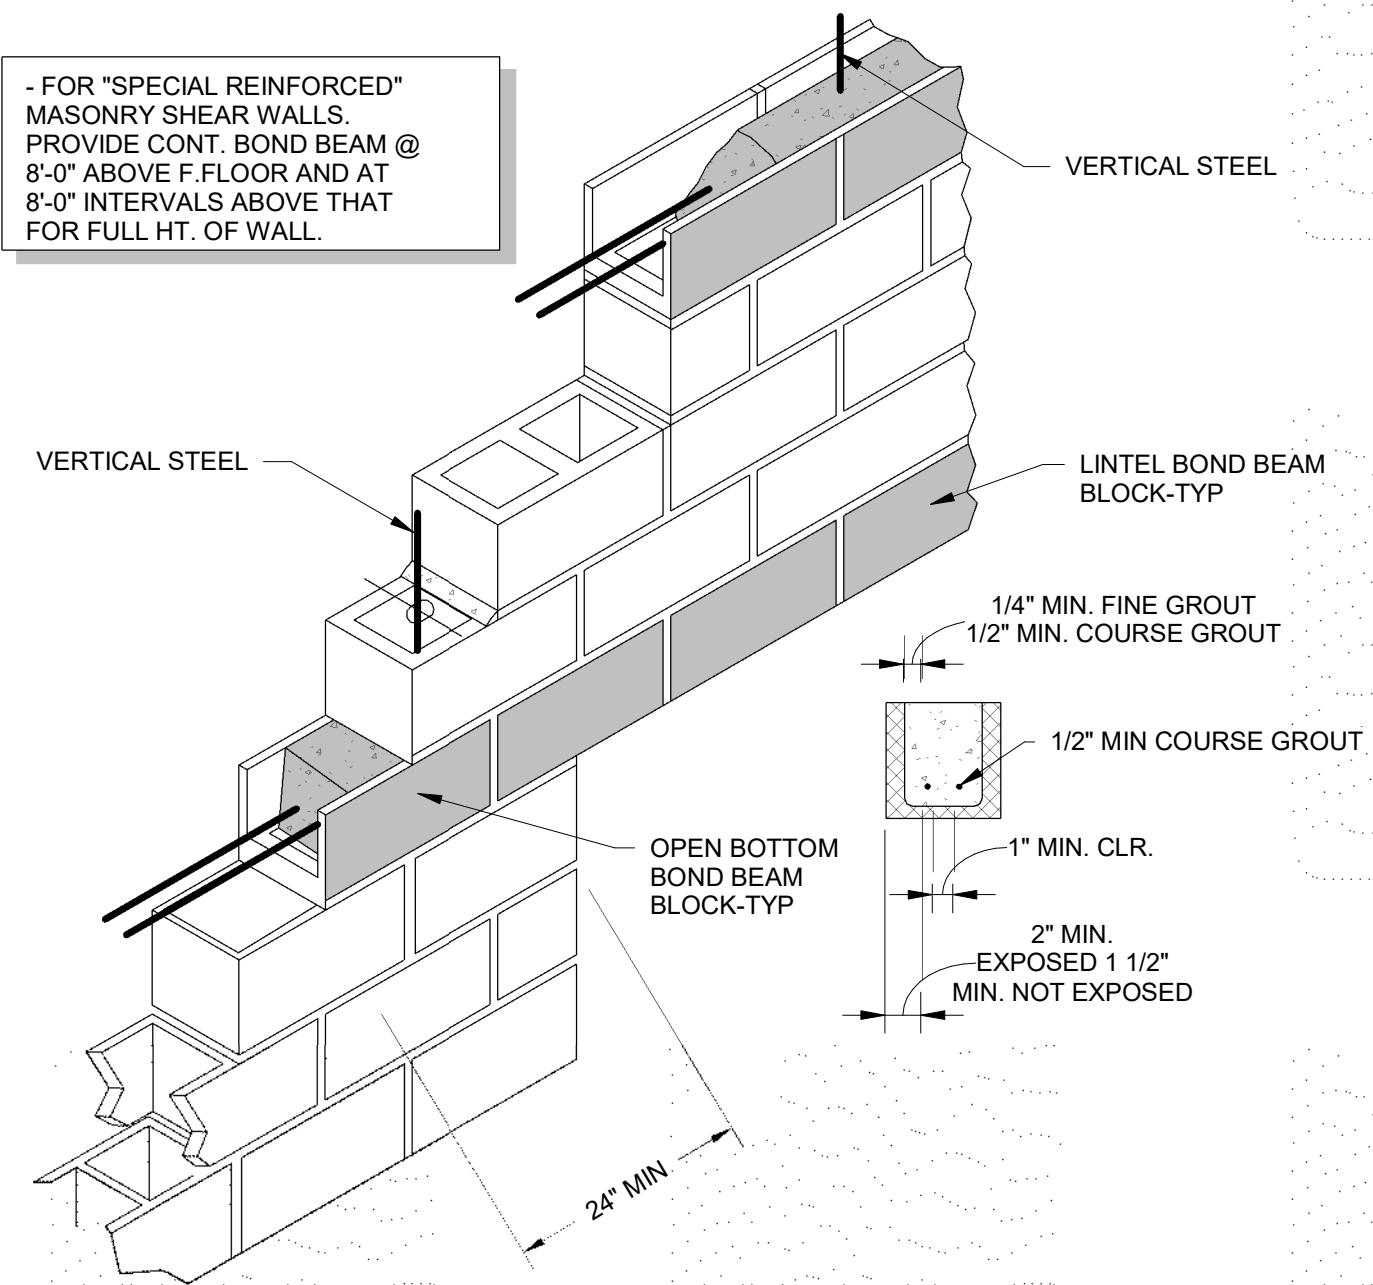 - FOR "SPECIAL REINFORCED"
MASONRY SHEAR WALLS.
PROVIDE CONT. BOND BEAM @
8'-0" ABOVE F.FLOOR AND AT
8'-0" INTERVALS ABOVE THAT
FOR FULL HT. OF WALL.
VERTICAL STEEL
VERTICAL STEEL
LINTEL BOND BEAM
BLOCK-TYP
1/4" MIN. FINE GROUT
1/2" MIN. COURSE GROUT
1/2" MIN COURSE GROUT
OPEN BOTTOM
BOND BEAM
BLOCK-TYP
1" MIN. CLR.
2" MIN.
EXPOSED 1 1/2"
MIN. NOT EXPOSED
24" MIN